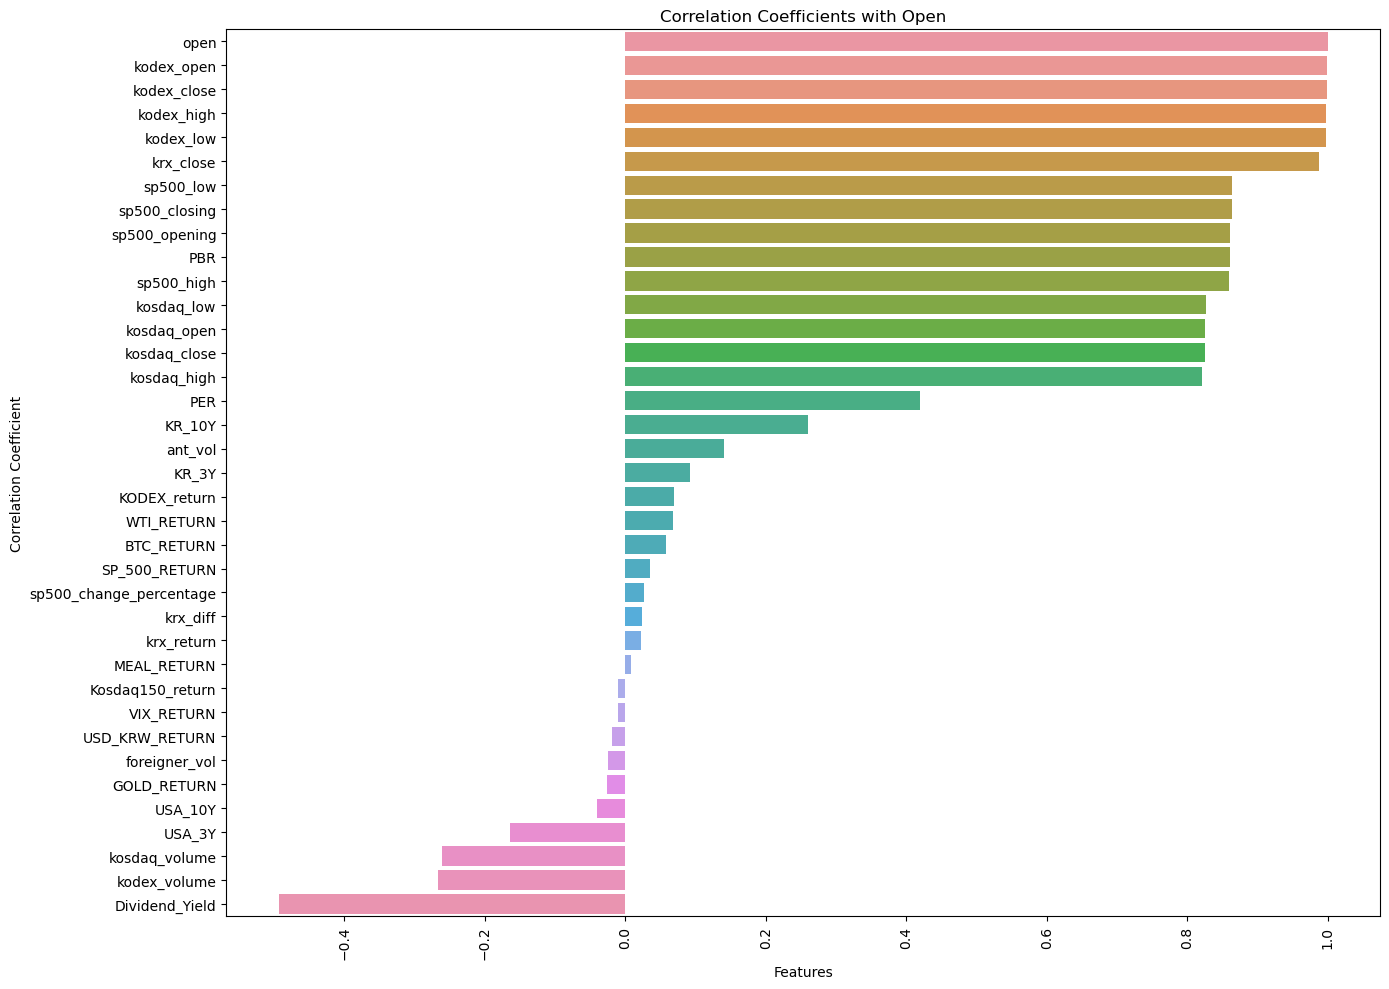 Correlation Coefficients with Open
open
kodex_open
kodex_close
kodex_high
kodex_low
krx_close
sp500_low
sp500_closing
sp500_opening
PBR
sp500_high
kosdaq_low
kosdaq_open
kosdaq_close
kosdaq_high
PER
KR_10Y
ant_vol
KR_3Y
KODEX_return
WTI_RETURN
BTC_RETURN
SP_500_RETURN
sp500_change_percentage
krx_diff
krx_return
MEAL_RETURN
Kosdaq150_return
VIX_RETURN
USD_KRW_RETURN
foreigner_vol
GOLD_RETURN
USA_10Y
USA_3Y
kosdaq_volume
kodex_volume
Dividend_Yield
Correlation Coefficient
−0.4
−0.2
0.0
0.2
0.4
0.6
0.8
1.0
Features